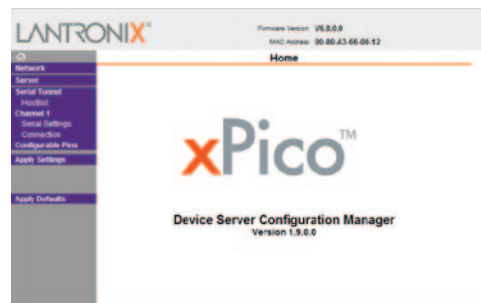 LANTRONIX®
Firmware Version: V6.8.0.0
MAC Address: 00-80-A3-66-00-12
Home
Network
Server
Serial Tunnel
Hostlist
Channel 1
Serial Settings
Connection
Configurable Pins
Apply Settings
Apply Defaults
xPico™
Device Server Configuration Manager
Version 1.9.0.0